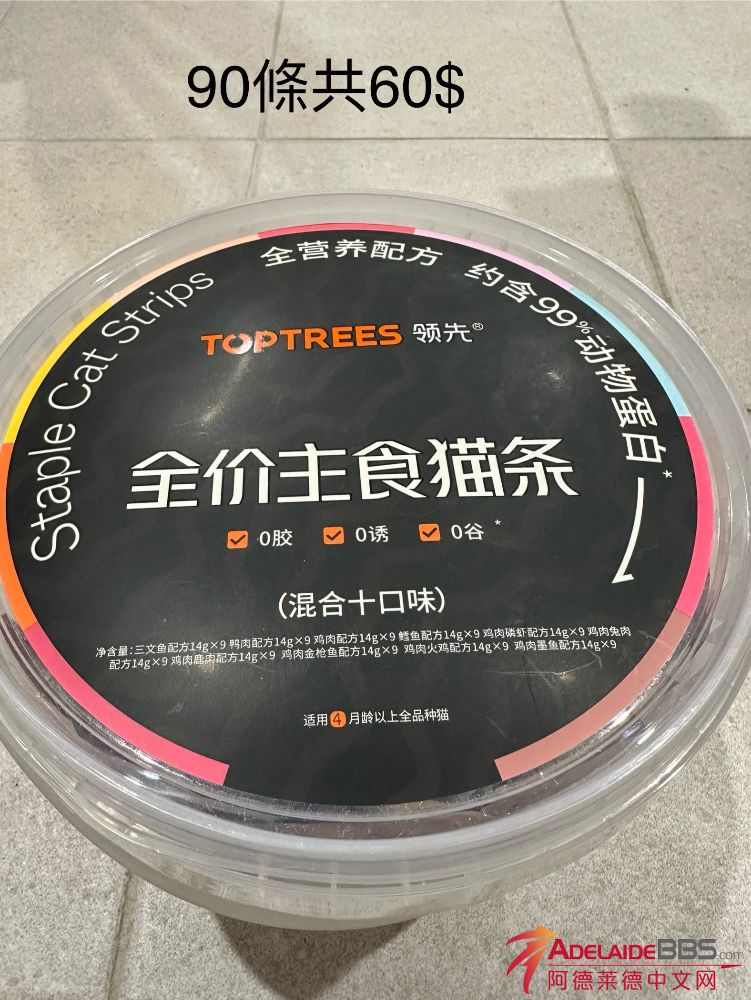 90條共60$
全营养配方
约含99%动物蛋白*
Staple Cat Strips
TOPTREES 领先®
全价主食猫条
0胶 0诱 0谷*
(混合十口味)
净含量:三文鱼配方14g×9 鸭肉配方14g×9 鸡肉配方14g×9 鳕鱼配方14g×9 鸡肉磷虾配方14g×9 鸡肉兔肉
配方14g×9 鸡肉鹿肉配方14g×9 鸡肉金枪鱼配方14g×9 鸡肉火鸡配方14g×9 鸡肉墨鱼配方14g×9
适用4月龄以上全品种猫
ADELAIDEBBS.com
阿德莱德中文网